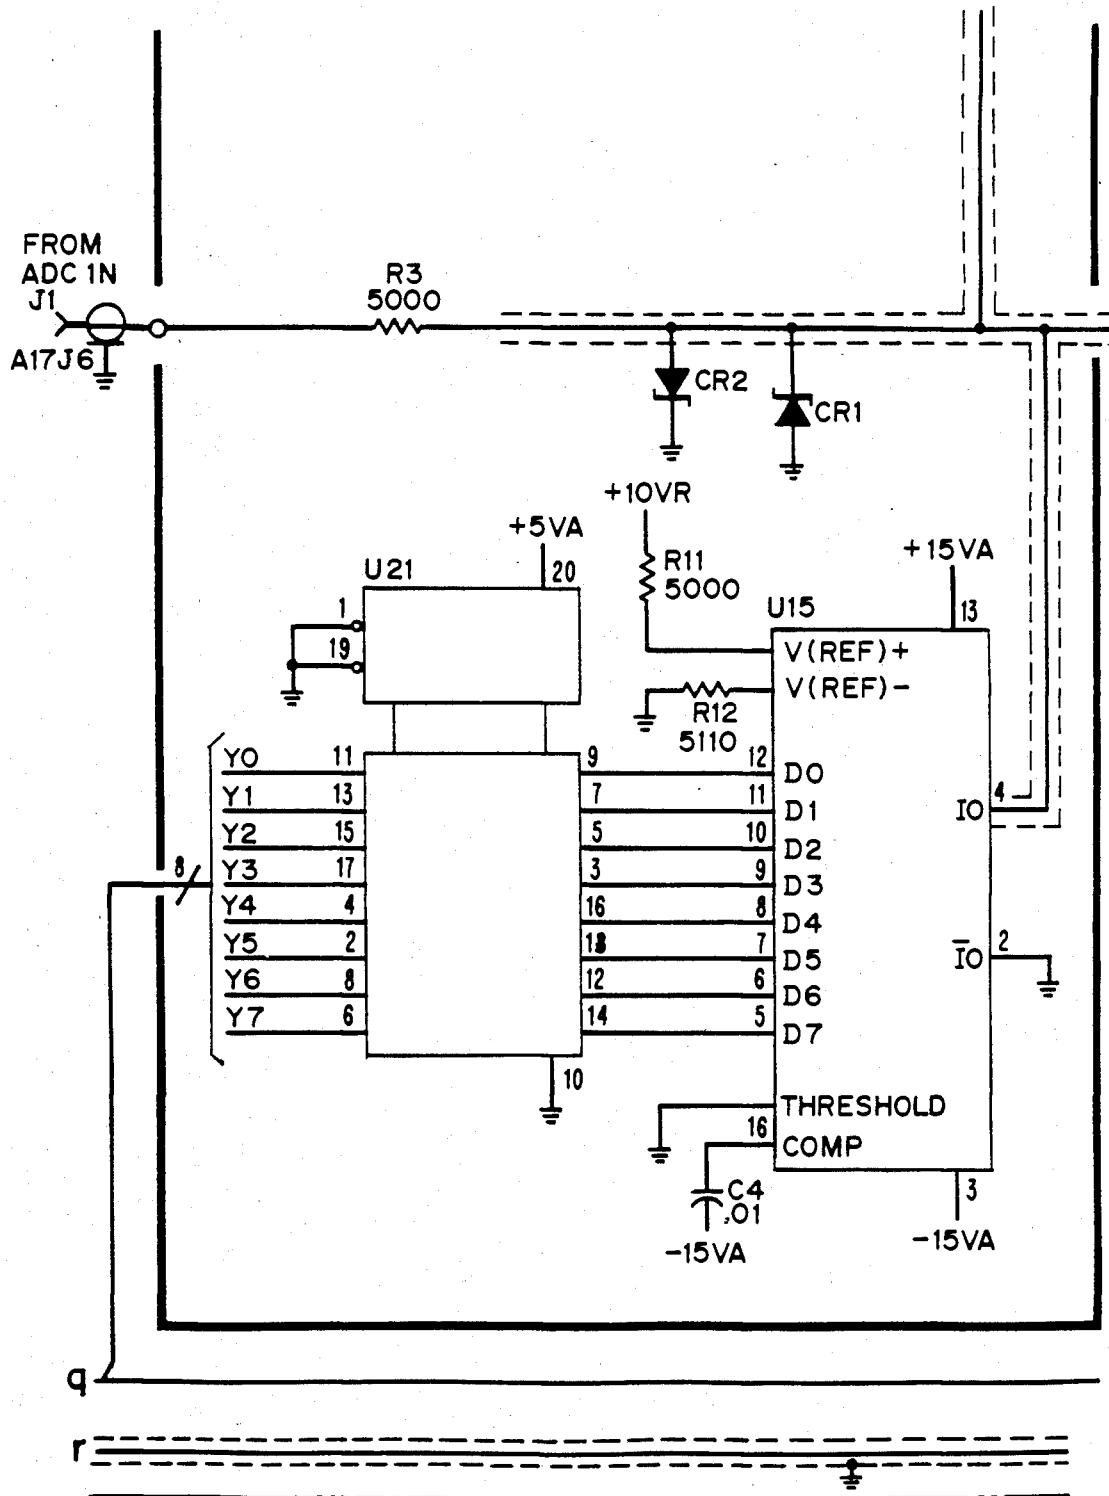 FROM
ADC IN
J1
A17J6
R3
5000
CR2
CR1
+10VR
+5VA
R11
5000
+15VA
U21
20
1
19
U15
13
V(REF)+
V(REF)-
R12
5110
Y0 11 9 12 D0
Y1 13 7 11 D1
Y2 15 5 10 D2
8 Y3 17 3 9 D3
Y4 4 16 8 D4
Y5 2 18 7 D5
Y6 8 12 6 D6
Y7 6 14 5 D7
IO 4
I̅O 2
10
THRESHOLD
16
COMP
C4
.01
-15VA
3
-15VA
q
r